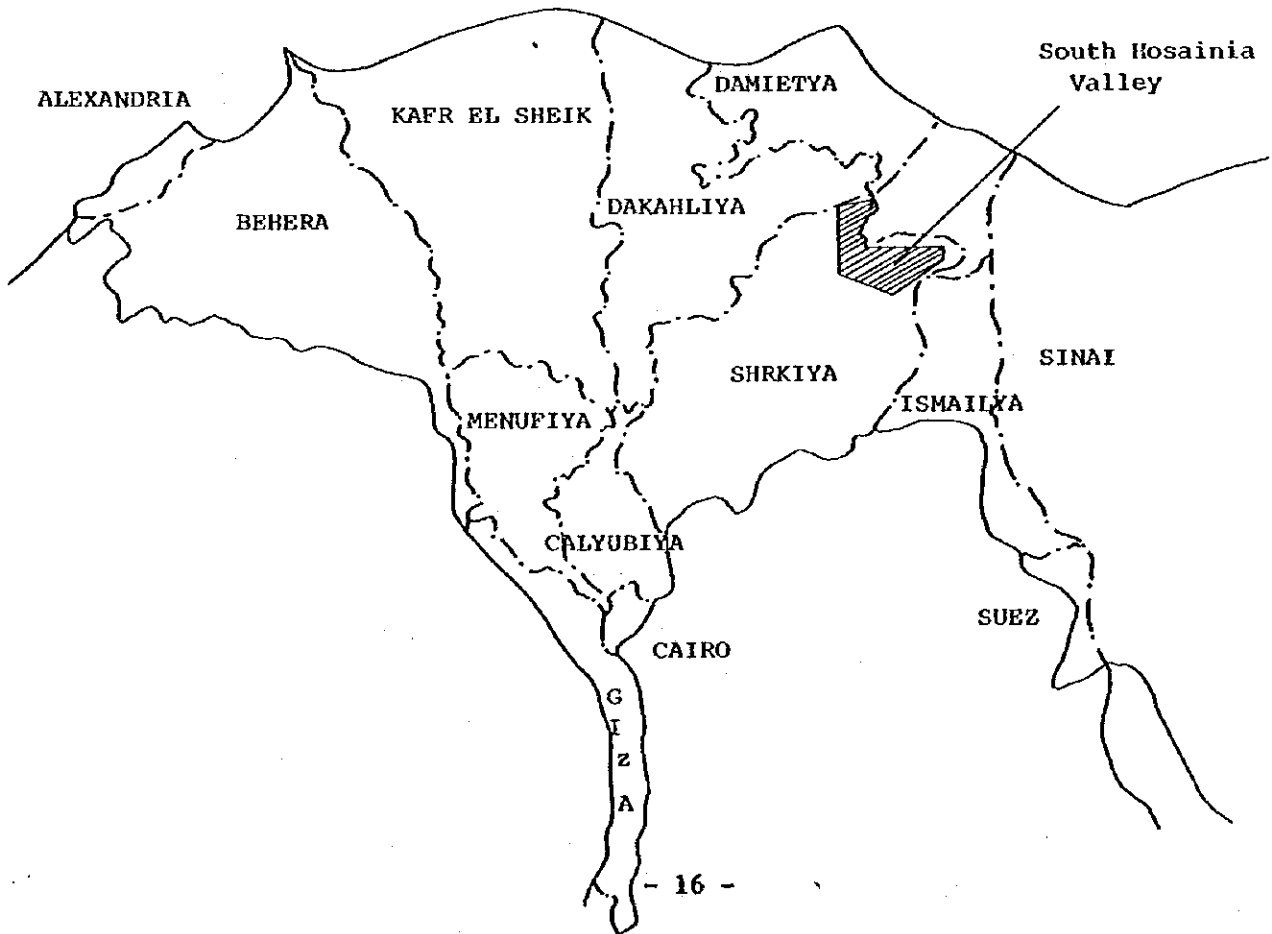 South Hosainia
Valley
ALEXANDRIA
DAMIETYA
KAFR EL SHEIK
DAKAHLIYA
BEHERA
SINAI
SHRKIYA
ISMAILYA
MENUFIYA
CALYUBIYA
SUEZ
CAIRO
G
I
z
A
- 16 -